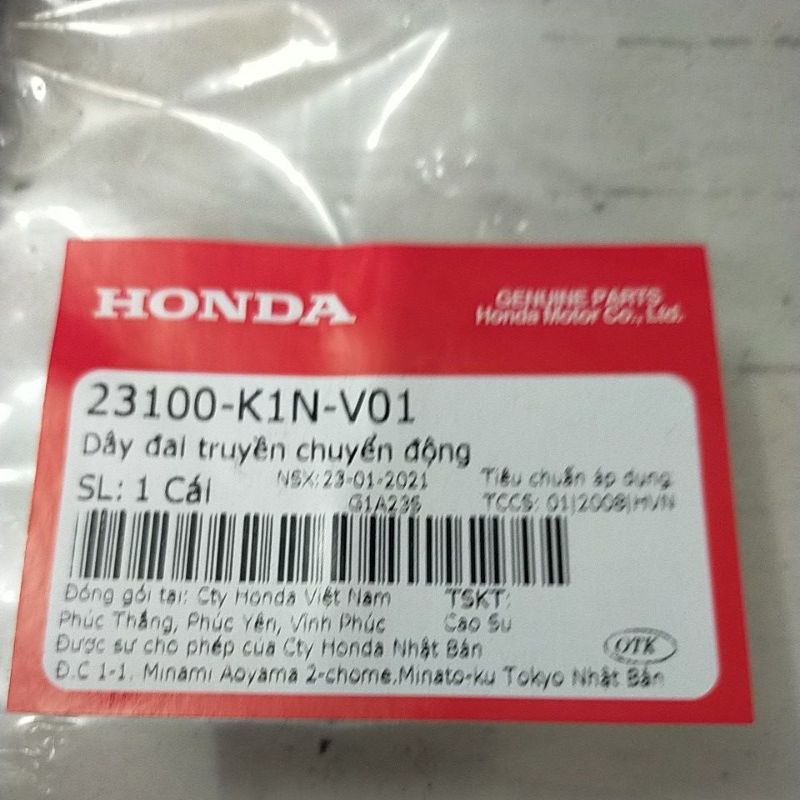 HONDA
GENUINE PARTS
Honda Motor Co., Ltd.
23100-K1N-V01
Dây đai truyền chuyển động
SL: 1 Cái
NSX: 23-01-2021
G1A23S
Tiêu chuẩn áp dụng
TCCS: 01|2008|HVN
Đóng gói tại: Cty Honda Việt Nam
TSKT:
Phúc Thắng, Phúc Yên, Vĩnh Phúc
Cao Su
Được sự cho phép của Cty Honda Nhật Bản
OTK
Đ.C 1-1, Minami Aoyama 2-chome,Minato-ku Tokyo Nhật Bản